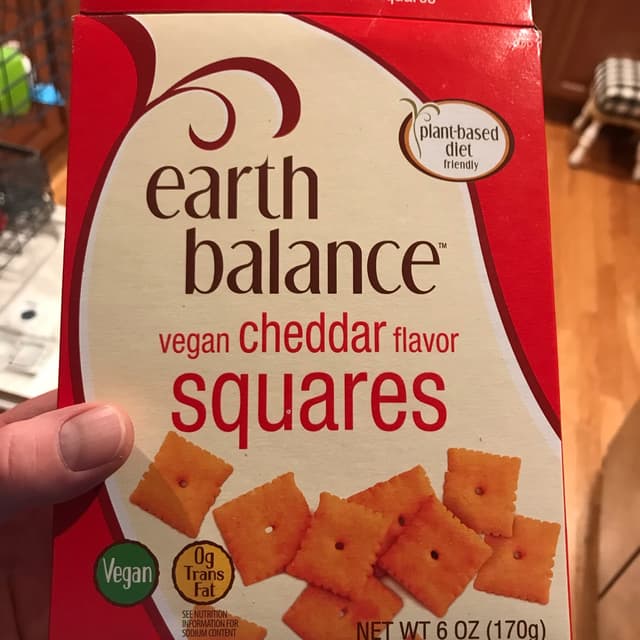 plant-based
diet
friendly
earth
balance™
vegan cheddar flavor
squares
Vegan
0g
Trans
Fat
SEE NUTRITION
INFORMATION FOR
SODIUM CONTENT
NET WT 6 OZ (170g)